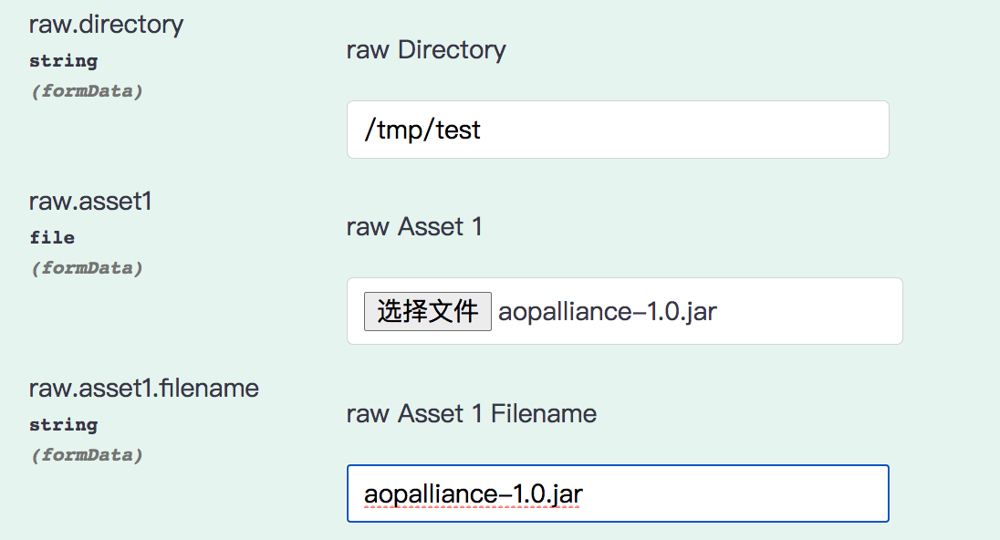 raw.directory
string
(formData)
raw Directory
/tmp/test
raw.asset1
file
(formData)
raw Asset 1
选择文件 aopalliance-1.0.jar
raw.asset1.filename
string
(formData)
raw Asset 1 Filename
aopalliance-1.0.jar